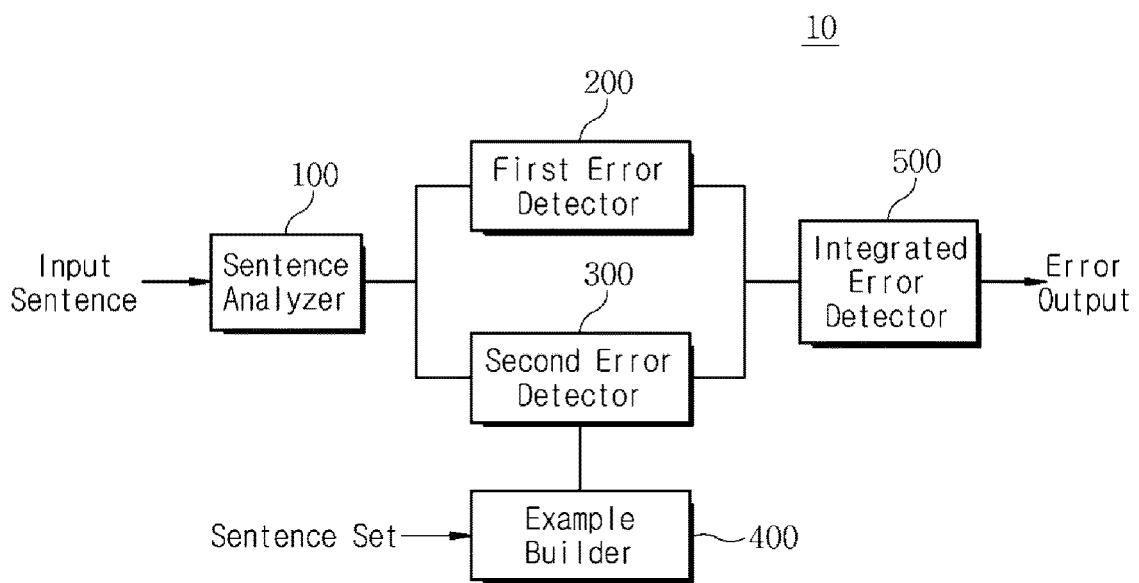 10
200
First Error
Detector
100
500
Input
Sentence
Sentence
Analyzer
Integrated
Error
Detector
Error
Output
300
Second Error
Detector
Sentence Set
Example
Builder
400